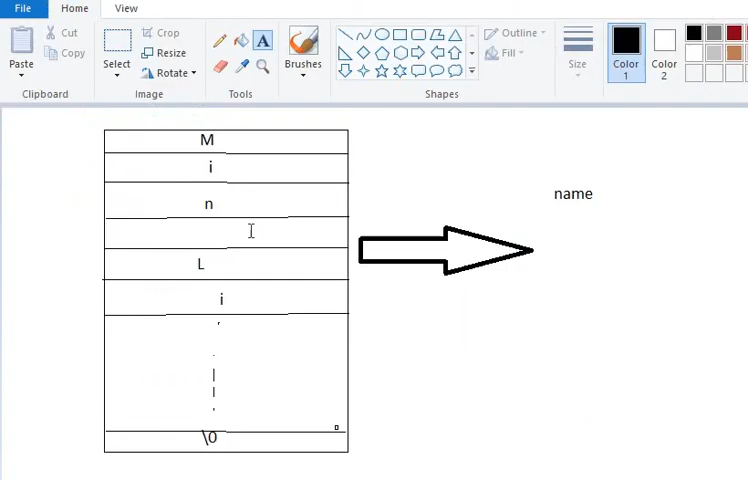 File Home View
Cut
Copy
Paste
Clipboard
Select
Crop
Resize
Rotate
Image
Tools
Brushes
Shapes
Outline
Fill
Size
Color 1
Color 2
M
i
n
L
i
\0
name